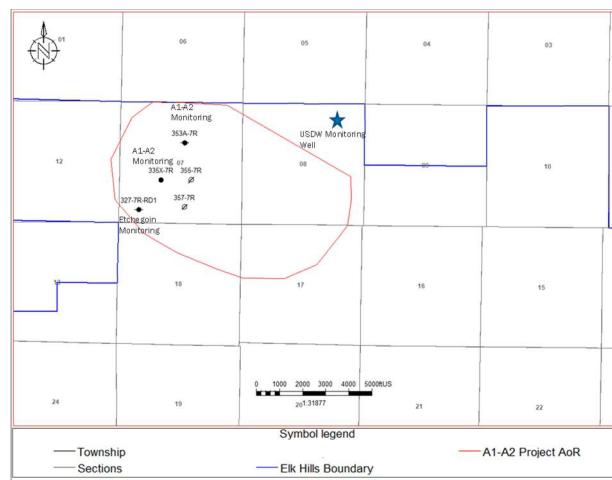 01
06
05
04
03
N
A1-A2
Monitoring
353A-7R
USDW Monitoring
Well
A1-A2
Monitoring
07
12
08
09
10
335X-7R
355-7R
327-7R-RD1
357-7R
Etchegoin
Monitoring
13
18
17
16
15
0 1000 2000 3000 4000 5000ftUS
1:31877
24
19
20
21
22
Symbol legend
Township
A1-A2 Project AoR
Sections
Elk Hills Boundary